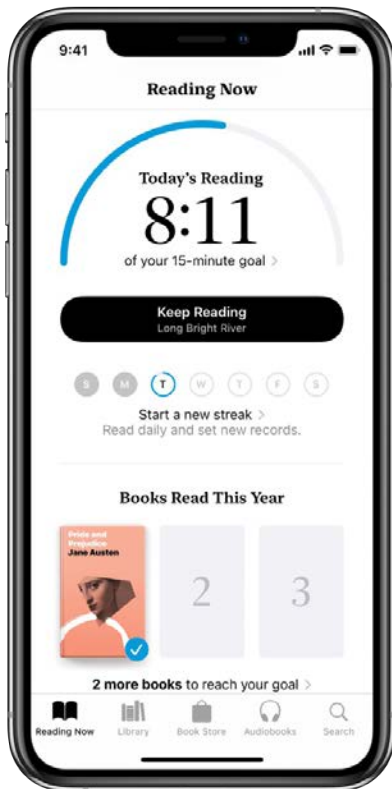 9:41
Reading Now
Today's Reading
8:11
of your 15-minute goal >
Keep Reading
Long Bright River
S M T W T F S
Start a new streak >
Read daily and set new records.
Books Read This Year
Pride and
Prejudice
Jane Austen
2
3
2 more books to reach your goal >
Reading Now Library Book Store Audiobooks Search